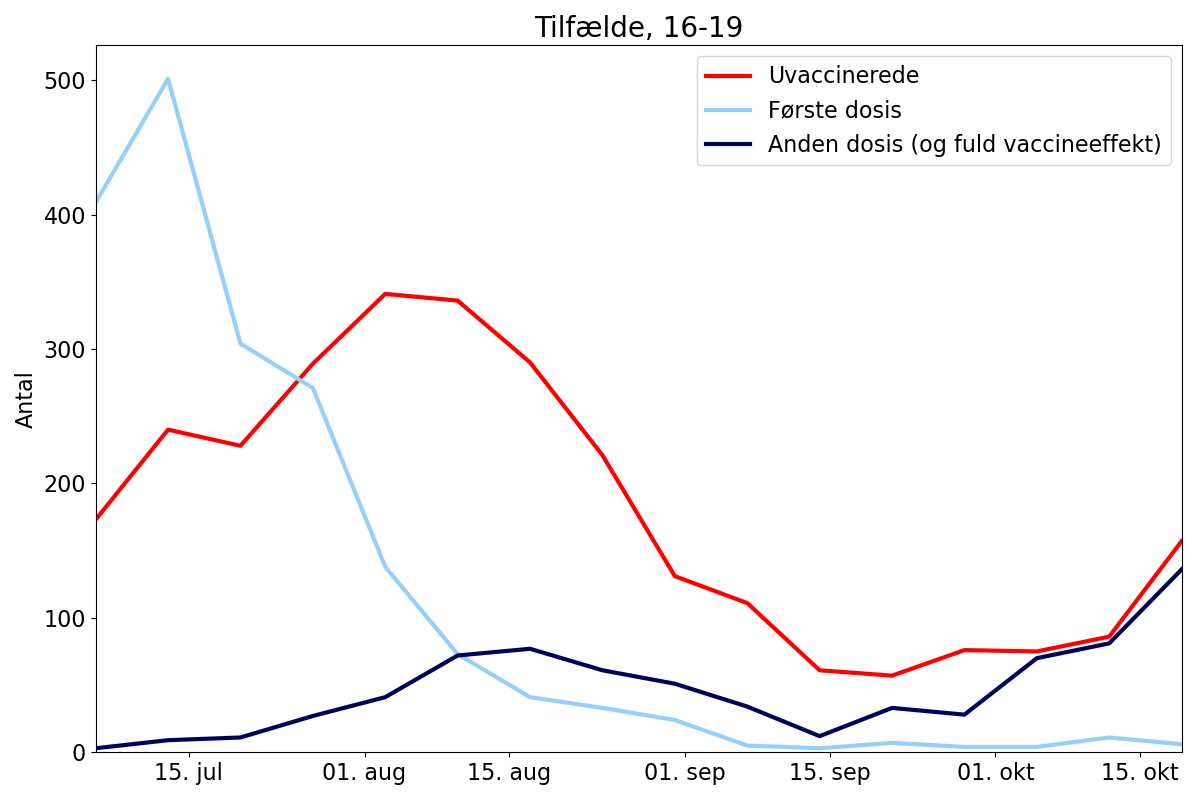 Tilfælde, 16-19
Uvaccinerede
Første dosis
Anden dosis (og fuld vaccineeffekt)
Antal
500
400
300
200
100
0
15. jul
01. aug
15. aug
01. sep
15. sep
01. okt
15. okt